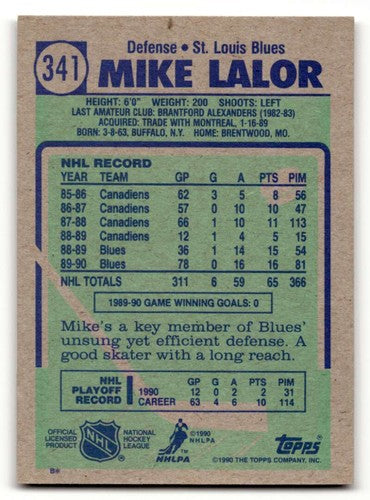 341
Defense • St. Louis Blues
MIKE LALOR
HEIGHT: 6'0" WEIGHT: 200 SHOOTS: LEFT
LAST AMATEUR CLUB: BRANTFORD ALEXANDERS (1982-83)
ACQUIRED: TRADE WITH MONTREAL, 1-16-89
BORN: 3-8-63, BUFFALO, N.Y. HOME: BRENTWOOD, MO.
NHL RECORD
YEAR TEAM GP G A PTS PIM
85-86 Canadiens 62 3 5 8 56
86-87 Canadiens 57 0 10 10 47
87-88 Canadiens 66 1 10 11 113
88-89 Canadiens 12 1 4 5 15
88-89 Blues 36 1 14 15 54
89-90 Blues 78 0 16 16 81
NHL TOTALS 311 6 59 65 366
1989-90 GAME WINNING GOALS: 0
Mike's a key member of Blues'
unsung yet efficient defense. A
good skater with a long reach.
NHL PLAYOFF RECORD
GP G A PTS PIM
1990 12 0 2 2 31
CAREER 63 4 6 10 114
OFFICIAL LICENSED PRODUCT
NHL
NATIONAL HOCKEY LEAGUE
NHLPA
©1990 NHLPA
Topps
©1990 THE TOPPS COMPANY, INC.
B*